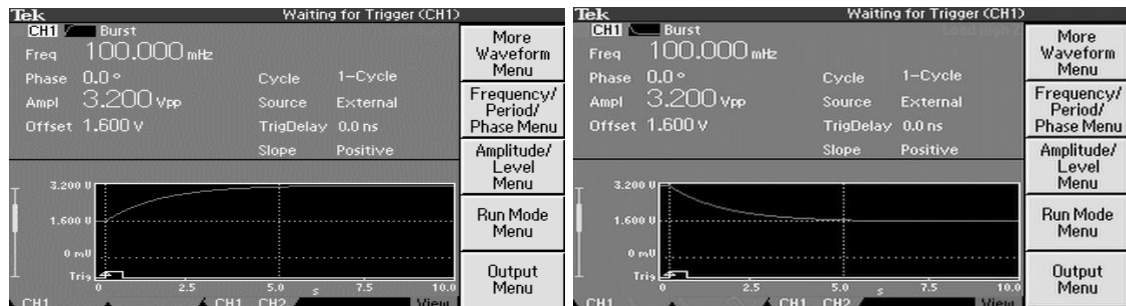 Tek Waiting for Trigger (CH1)
CH1 Burst
Freq 100.000 mHz
Phase 0.0 ° Cycle 1-Cycle
Ampl 3.200 Vpp Source External
Offset 1.600 V TrigDelay 0.0 ns
Slope Positive
3.200 V
1.600 V
0 mV
Trig
0 2.5 5.0 s 7.5 10.0
CH1 CH1 CH2 View
More
Waveform
Menu
Frequency/
Period/
Phase Menu
Amplitude/
Level
Menu
Run Mode
Menu
Output
Menu
Tek Waiting for Trigger (CH1)
CH1 Burst
Freq 100.000 mHz
Phase 0.0 ° Cycle 1-Cycle
Ampl 3.200 Vpp Source External
Offset 1.600 V TrigDelay 0.0 ns
Slope Positive
3.200 V
1.600 V
0 mV
Trig
0 2.5 5.0 s 7.5 10.0
CH1 CH1 CH2 View
More
Waveform
Menu
Frequency/
Period/
Phase Menu
Amplitude/
Level
Menu
Run Mode
Menu
Output
Menu